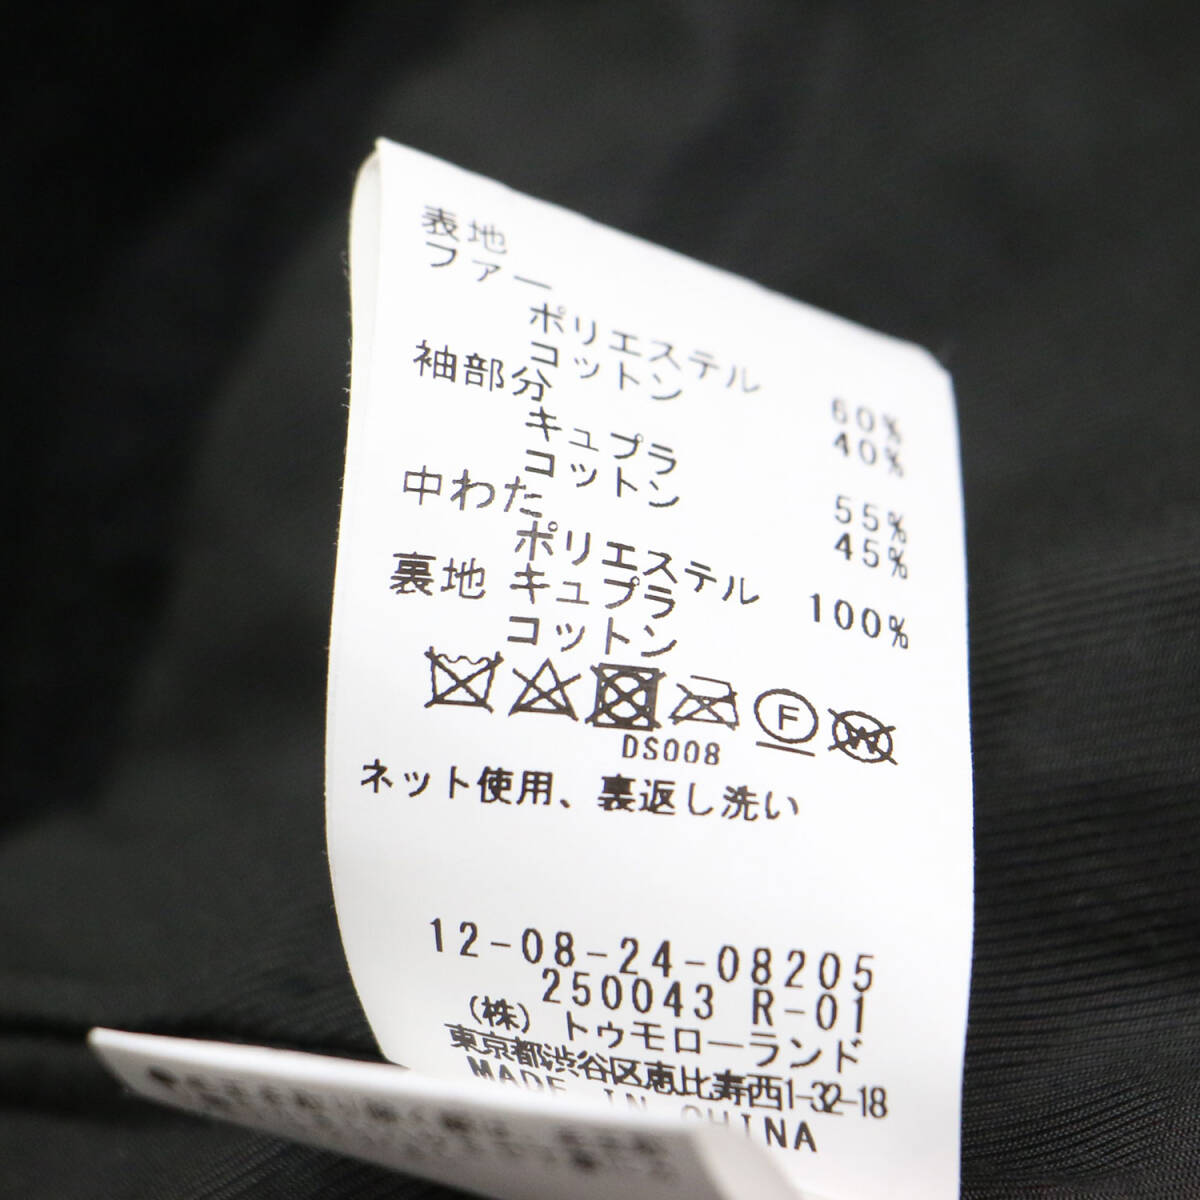 表地
ファー
ポリエステル 60%
コットン 40%
袖部分
キュプラ 55%
コットン 45%
中わた
ポリエステル 100%
裏地 キュプラ
コットン
F W
DS008
ネット使用、裏返し洗い
12-08-24-08205
250043 R-01
(株) トゥモローランド
東京都渋谷区恵比寿西1-32-18
MADE IN CHINA